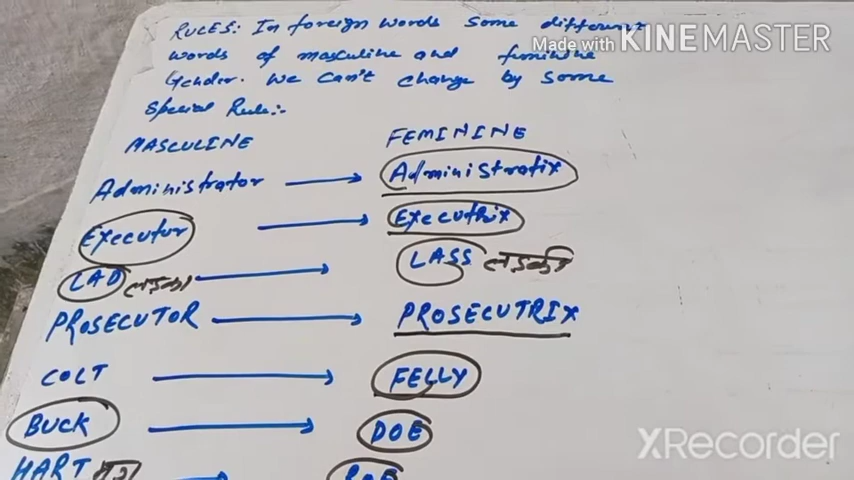 RULES: In foreign words some different
Made with KINEMASTER
words of masculine and feminine
Gender. We Can't change by some
Special Rule:-
MASCULINE FEMININE
Administrator Administratix
Executor Executrix
LAD लड़का LASS लड़की
PROSECUTOR PROSECUTRIX
COLT FELLY
BUCK DOE
HART ROE
XRecorder